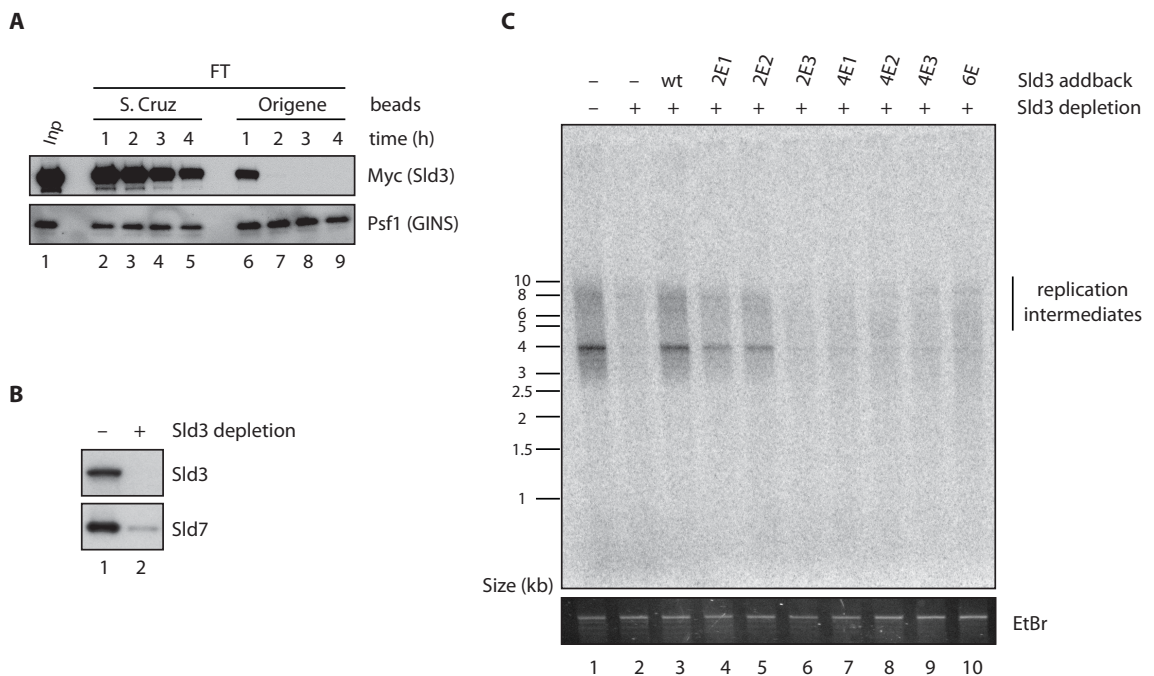 A
FT
S. Cruz Origene beads
Inp 1 2 3 4 1 2 3 4 time (h)
Myc (Sld3)
Psf1 (GINS)
1 2 3 4 5 6 7 8 9
B
– + Sld3 depletion
Sld3
Sld7
1 2
C
– – wt 2E1 2E2 2E3 4E1 4E2 4E3 6E Sld3 addback
– + + + + + + + + + Sld3 depletion
10
8
6
5
4
3
2.5
2
1.5
1
Size (kb)
replication
intermediates
EtBr
1 2 3 4 5 6 7 8 9 10